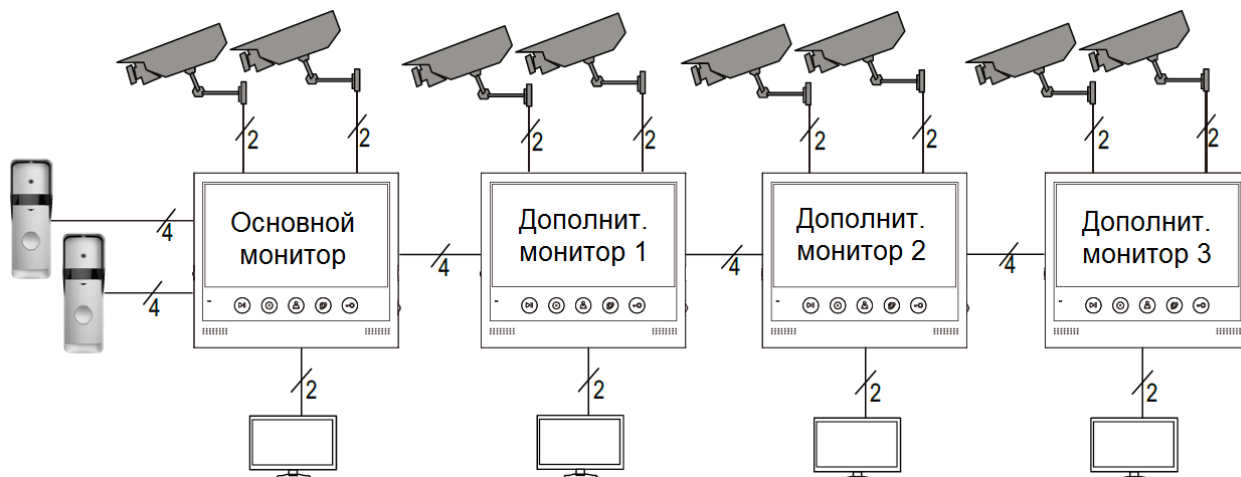 2 2 2 2 2 2 2 2
Основной
монитор
Дополнит.
монитор 1
Дополнит.
монитор 2
Дополнит.
монитор 3
4
4 4 4
4
2 2 2 2